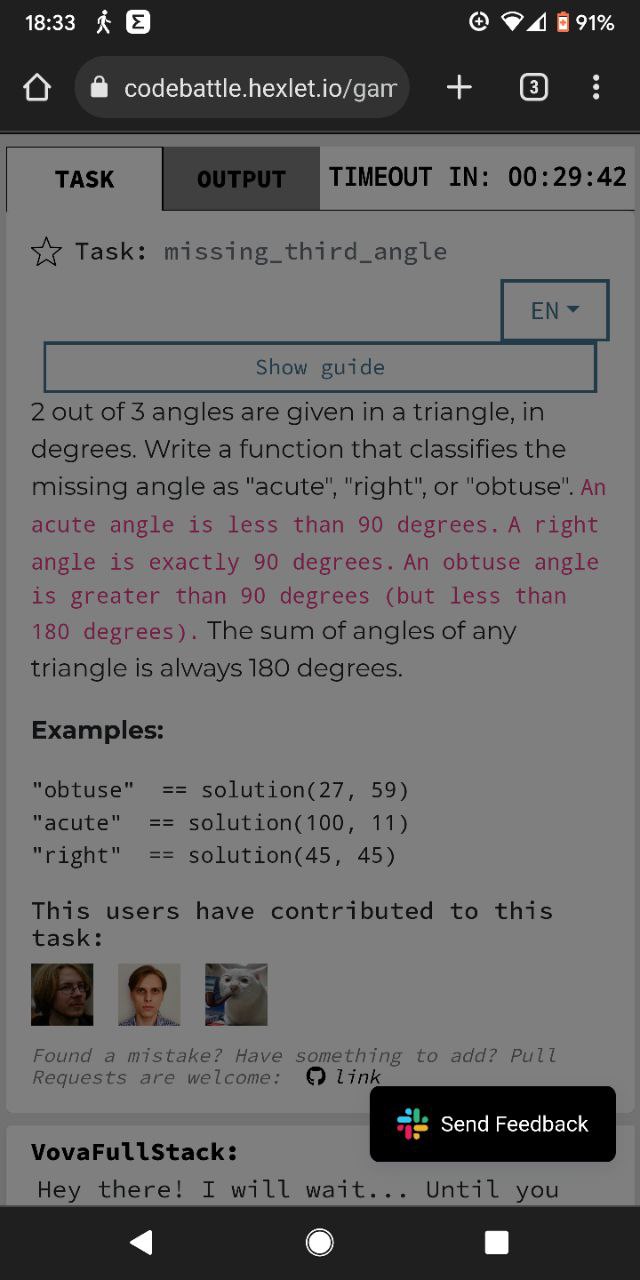 18:33 91%
codebattle.hexlet.io/gam 3
TASK OUTPUT TIMEOUT IN: 00:29:42
Task: missing_third_angle
EN
Show guide
2 out of 3 angles are given in a triangle, in
degrees. Write a function that classifies the
missing angle as "acute", "right", or "obtuse". An
acute angle is less than 90 degrees. A right
angle is exactly 90 degrees. An obtuse angle
is greater than 90 degrees (but less than
180 degrees). The sum of angles of any
triangle is always 180 degrees.
Examples:
"obtuse" == solution(27, 59)
"acute" == solution(100, 11)
"right" == solution(45, 45)
This users have contributed to this
task:
Found a mistake? Have something to add? Pull
Requests are welcome: link
Send Feedback
VovaFullStack:
Hey there! I will wait... Until you